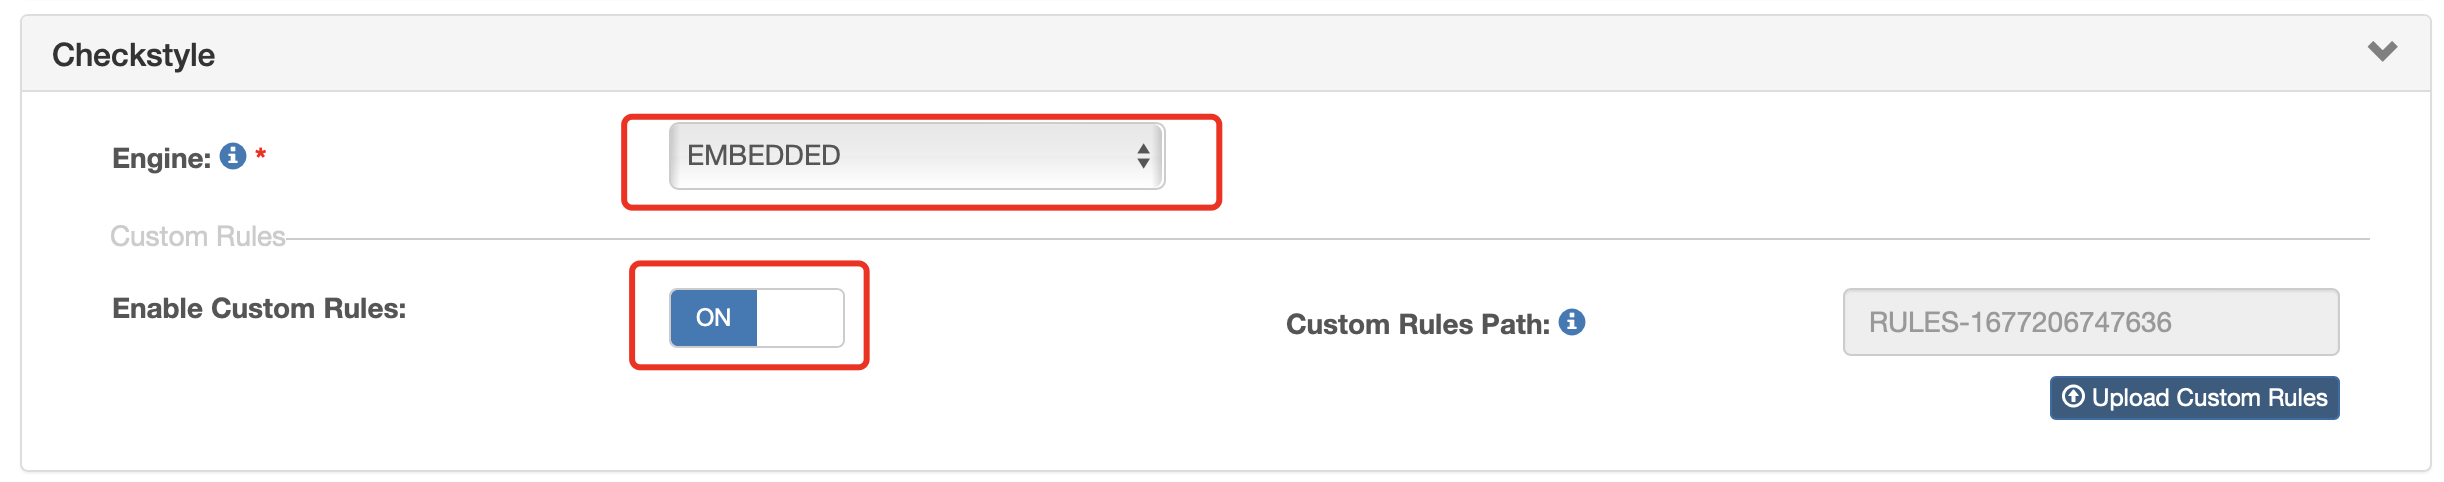 Checkstyle
Engine: *
EMBEDDED
Custom Rules
Enable Custom Rules:
ON
Custom Rules Path:
RULES-1677206747636
Upload Custom Rules